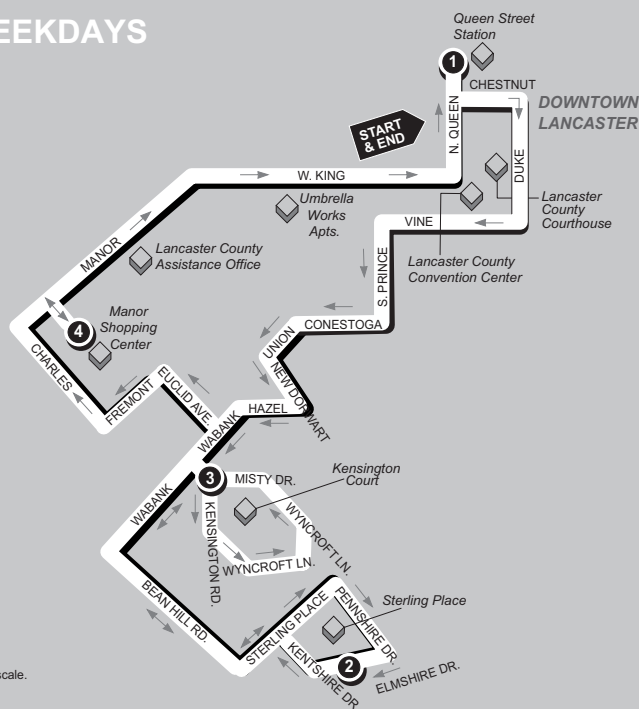 EEKDAYS
Queen Street
Station
1
CHESTNUT
DOWNTOWN
LANCASTER
START
& END
N. QUEEN
DUKE
W. KING
Umbrella
Works
Apts.
Lancaster
County
Courthouse
VINE
MANOR
Lancaster County
Assistance Office
Lancaster County
Convention Center
S. PRINCE
4
Manor
Shopping
Center
CONESTOGA
UNION
NEW DORWART
CHARLES
FREMONT
EUCLID AVE.
HAZEL
WABANK
3
MISTY DR.
Kensington
Court
WABANK
KENSINGTON RD.
WYNCROFT LN.
WYNCROFT LN.
BEAN HILL RD.
STERLING PLACE
PENNSHIRE DR.
Sterling Place
KENTSHIRE DR
2
ELMSHIRE DR.
scale.